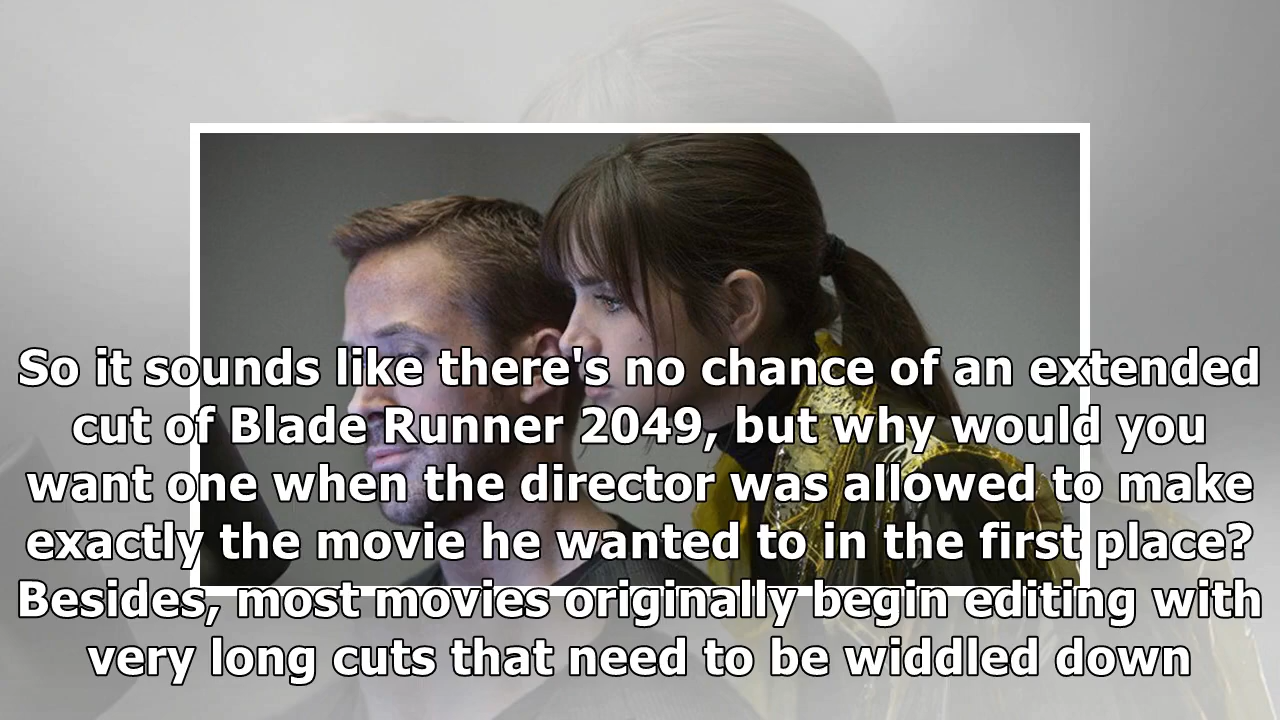 So it sounds like there's no chance of an extended
cut of Blade Runner 2049, but why would you
want one when the director was allowed to make
exactly the movie he wanted to in the first place?
Besides, most movies originally begin editing with
very long cuts that need to be widdled down